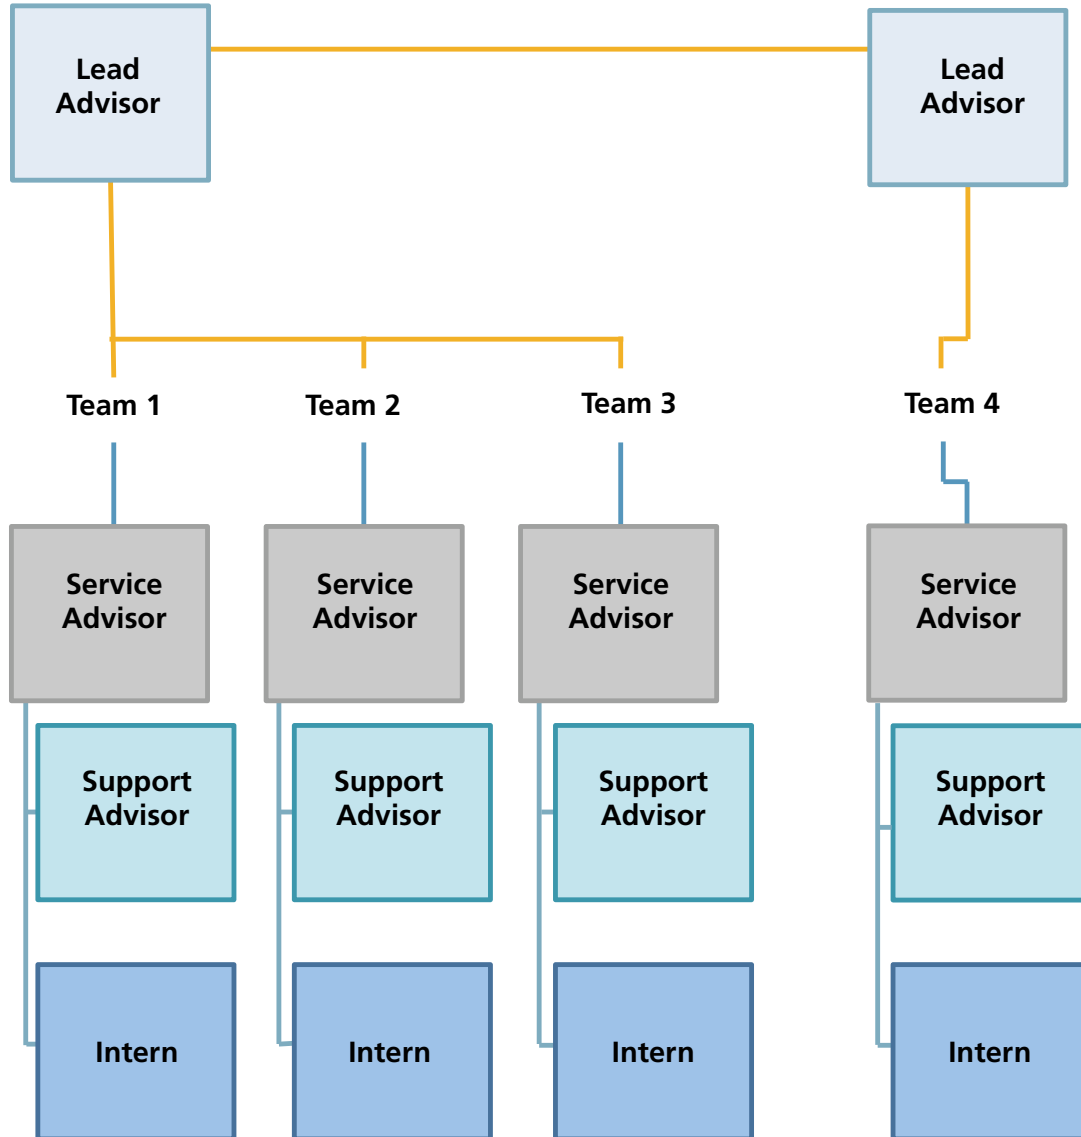 Lead
Advisor
Lead
Advisor
Team 1
Team 2
Team 3
Team 4
Service
Advisor
Service
Advisor
Service
Advisor
Service
Advisor
Support
Advisor
Support
Advisor
Support
Advisor
Support
Advisor
Intern
Intern
Intern
Intern